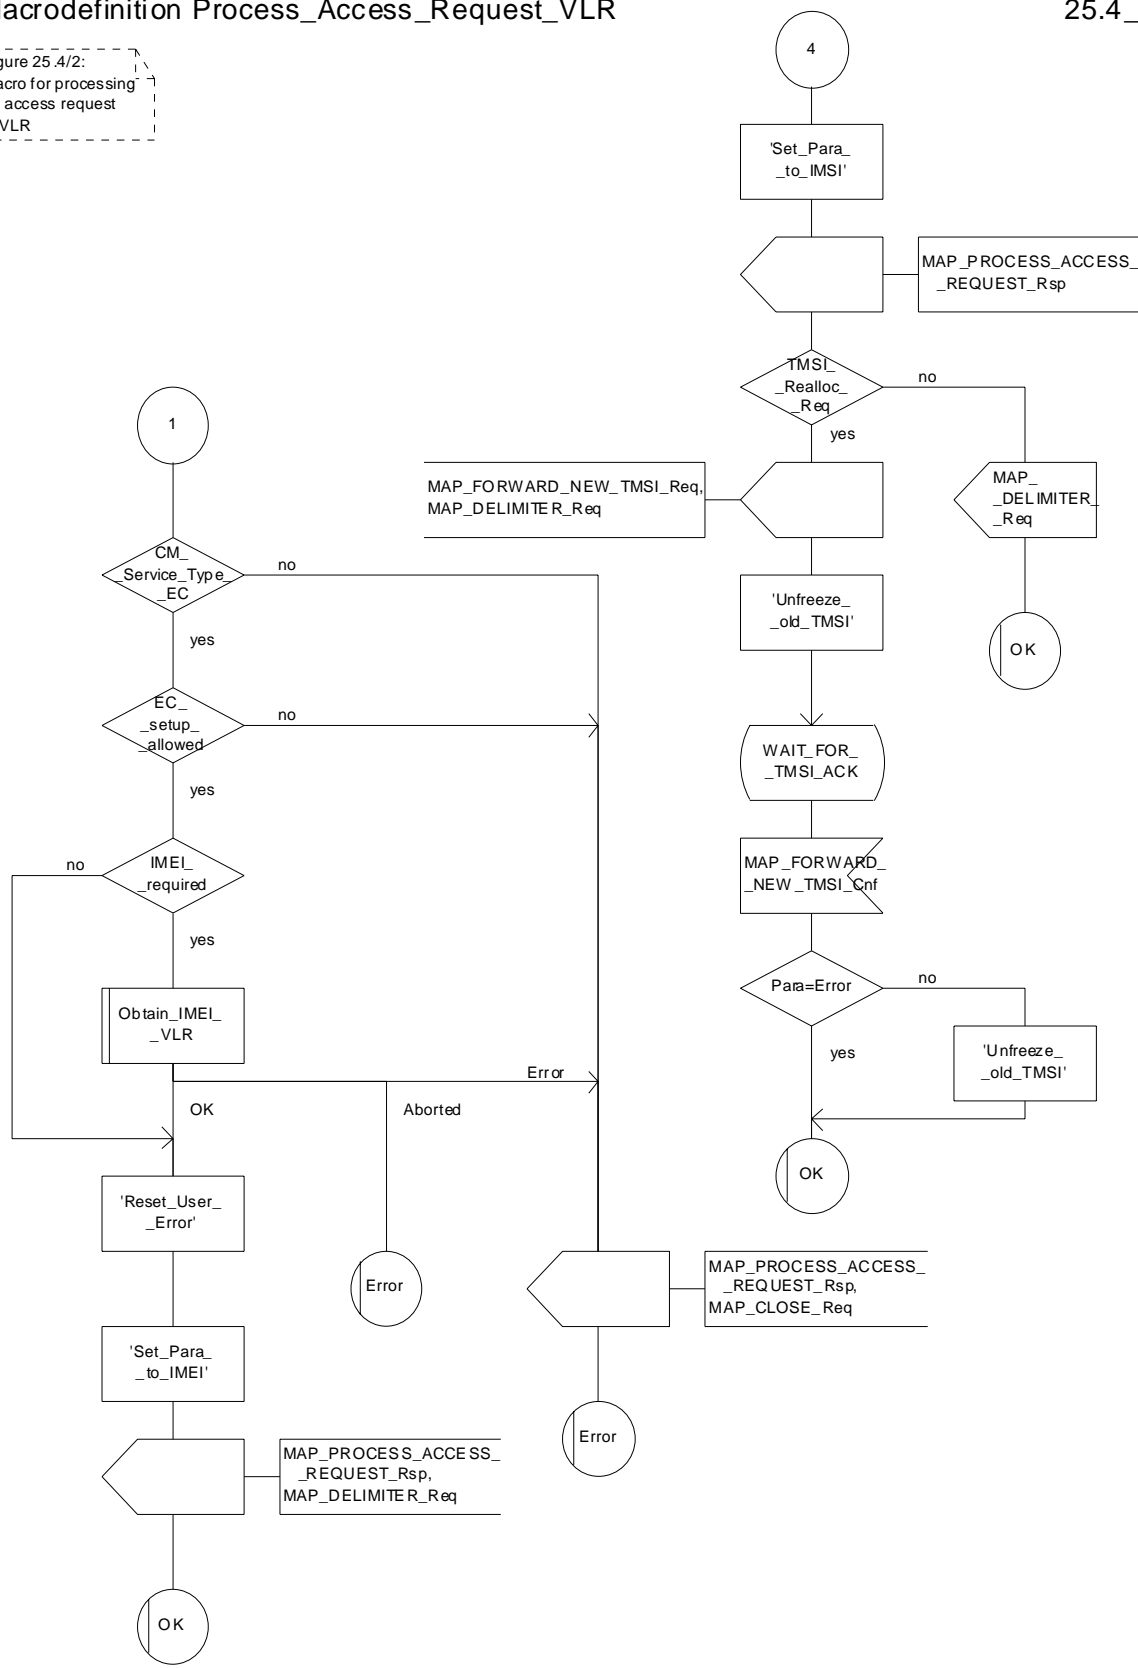 acrodefinition Process_Access_Request_VLR
25.4_
gure 25.4/2:
acro for processing
access request
VLR
4
'Set_Para_
_to_IMSI'
MAP_PROCESS_ACCESS_
_REQUEST_Rsp
TMSI_
_Realloc_
_Req
no
yes
MAP_FORWARD_NEW_TMSI_Req,
MAP_DELIMITER_Req
MAP_
_DELIMITER_
_Req
'Unfreeze_
_old_TMSI'
OK
WAIT_FOR_
_TMSI_ACK
MAP_FORWARD_
_NEW_TMSI_Cnf
Para=Error
no
yes
'Unfreeze_
_old_TMSI'
OK
1
CM_
_Service_Type_
_EC
no
yes
EC_
_setup_
_allowed
no
yes
IMEI_
_required
no
yes
Obtain_IMEI_
_VLR
Error
OK
Aborted
'Reset_User_
_Error'
Error
MAP_PROCESS_ACCESS_
_REQUEST_Rsp,
MAP_CLOSE_Req
'Set_Para_
_to_IMEI'
Error
MAP_PROCESS_ACCESS_
_REQUEST_Rsp,
MAP_DELIMITER_Req
OK